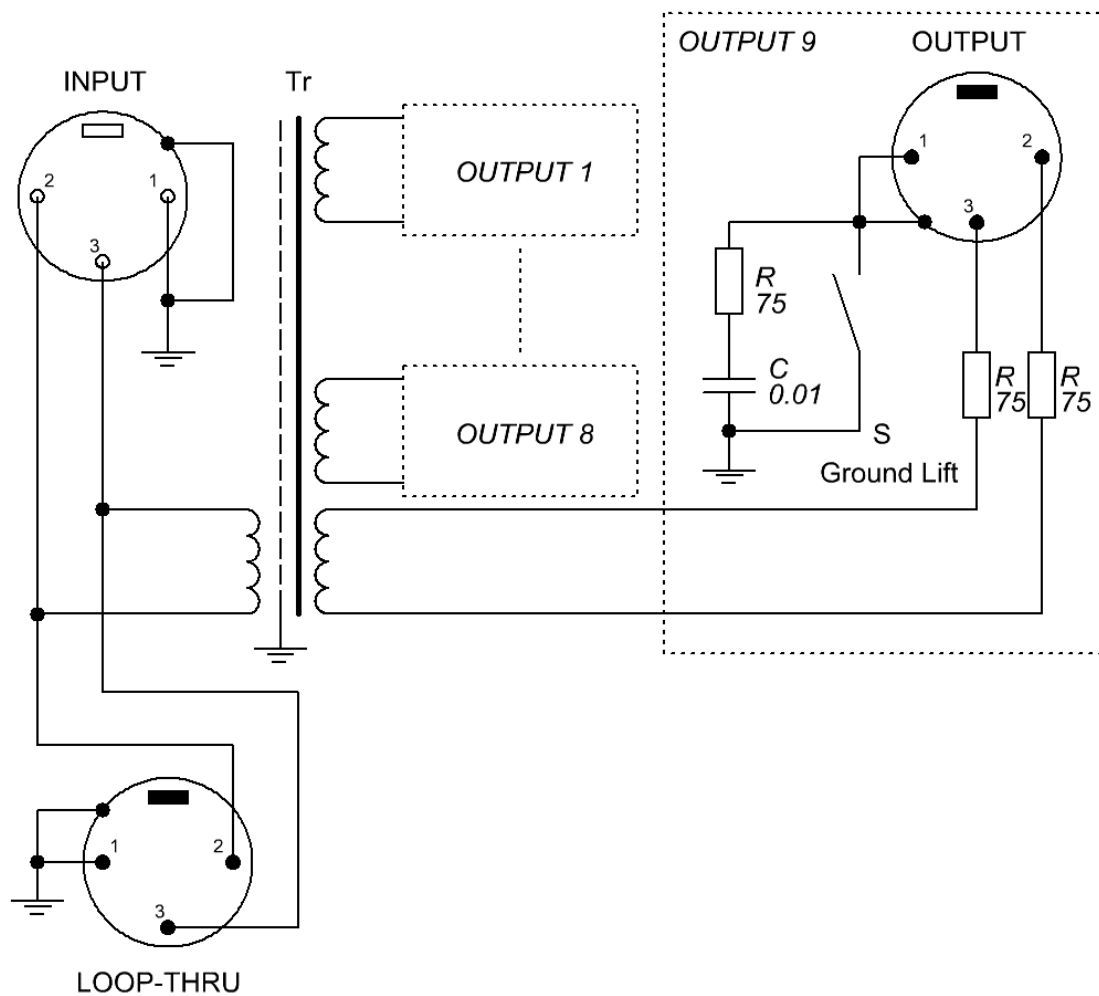 OUTPUT 9
OUTPUT
INPUT
Tr
1
2
3
OUTPUT 1
2
1
3
R
75
C
0.01
R
75
R
75
OUTPUT 8
S
Ground Lift
1
2
3
LOOP-THRU